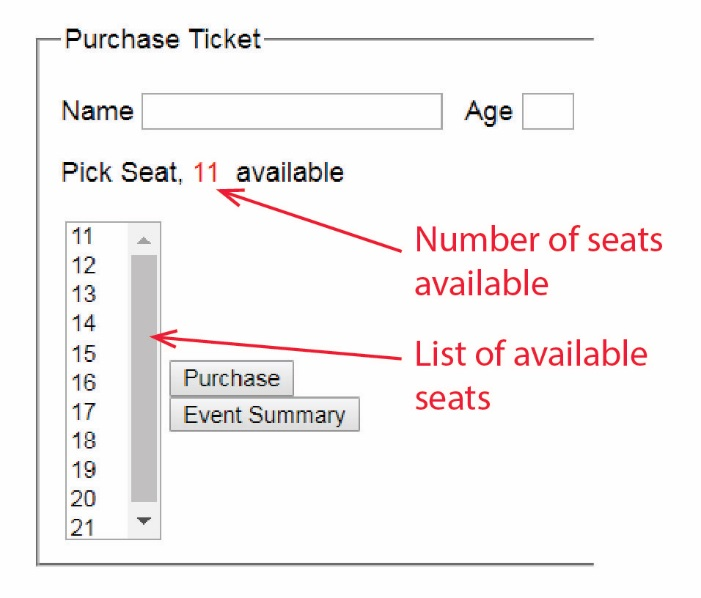 Purchase Ticket
Name Age
Pick Seat, 11 available
Number of seats
available
11
12
13
14
15
16
17
18
19
20
21
List of available
seats
Purchase
Event Summary